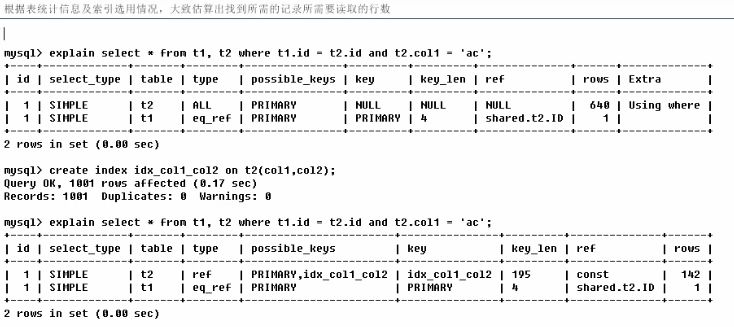 根据表统计信息及索引选用情况，大致估算出找到所需的记录所需要读取的行数
mysql> explain select * from t1, t2 where t1.id = t2.id and t2.col1 = 'ac';
+----+-------------+-------+--------+---------------+---------+---------+--------------+------+-------------+
| id | select_type | table | type | possible_keys | key | key_len | ref | rows | Extra |
+----+-------------+-------+--------+---------------+---------+---------+--------------+------+-------------+
| 1 | SIMPLE | t2 | ALL | PRIMARY | NULL | NULL | NULL | 640 | Using where |
| 1 | SIMPLE | t1 | eq_ref | PRIMARY | PRIMARY | 4 | shared.t2.ID | 1 | |
+----+-------------+-------+--------+---------------+---------+---------+--------------+------+-------------+
2 rows in set (0.00 sec)
mysql> create index idx_col1_col2 on t2(col1,col2);
Query OK, 1001 rows affected (0.17 sec)
Records: 1001 Duplicates: 0 Warnings: 0
mysql> explain select * from t1, t2 where t1.id = t2.id and t2.col1 = 'ac';
+----+-------------+-------+--------+-----------------------+---------------+---------+--------------+------+
| id | select_type | table | type | possible_keys | key | key_len | ref | rows |
+----+-------------+-------+--------+-----------------------+---------------+---------+--------------+------+
| 1 | SIMPLE | t2 | ref | PRIMARY,idx_col1_col2 | idx_col1_col2 | 195 | const | 142 |
| 1 | SIMPLE | t1 | eq_ref | PRIMARY | PRIMARY | 4 | shared.t2.ID | 1 |
+----+-------------+-------+--------+-----------------------+---------------+---------+--------------+------+
2 rows in set (0.00 sec)